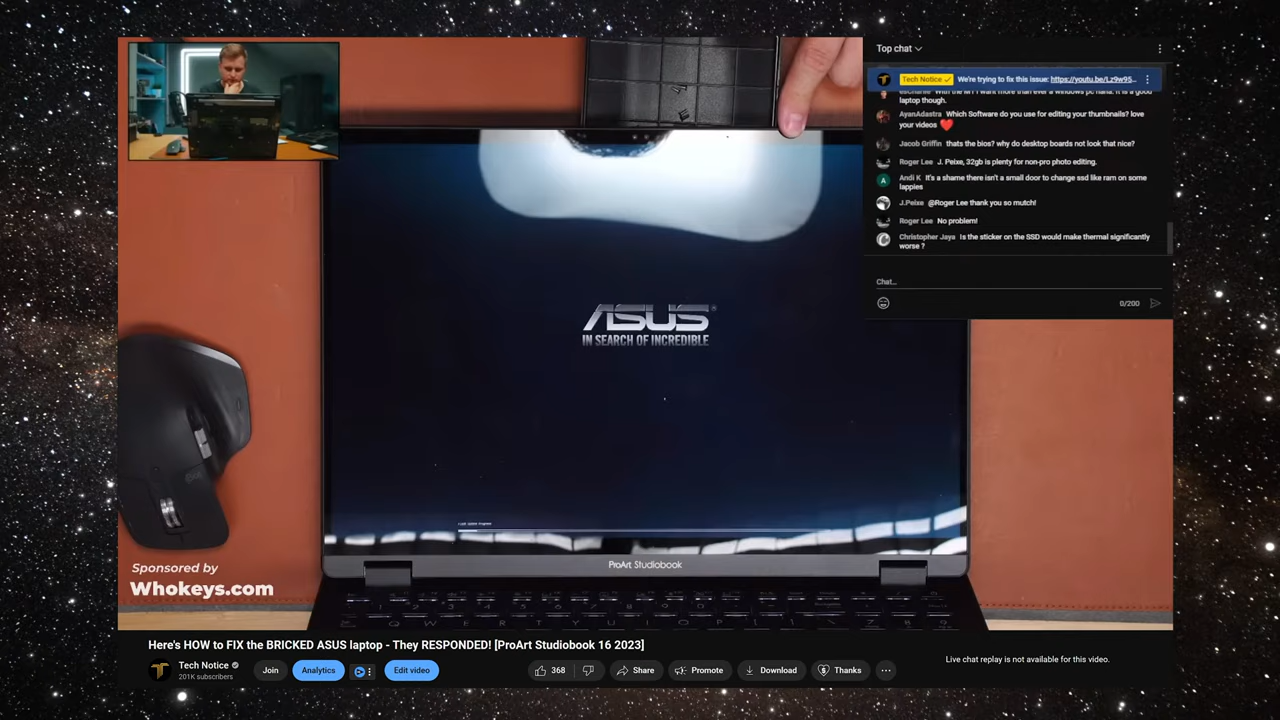 Top chat
Tech Notice We're trying to fix this issue: https://youtu.be/Lz9w95...
laptop though.
AyanAdastra Which Software do you use for editing your thumbnails? love
your videos
Jacob Griffin thats the bios? why do desktop boards not look that nice?
Roger Lee J. Peixe, 32gb is plenty for non-pro photo editing.
A Andi K It's a shame there isn't a small door to change ssd like ram on some
lappies
J.Peixe @Roger Lee thank you so mutch!
Roger Lee No problem!
Christopher Jaya Is the sticker on the SSD would make thermal significantly
worse ?
Chat...
0/200
ASUS
IN SEARCH OF INCREDIBLE
ProArt Studiobook
Sponsored by
Whokeys.com
Here's HOW to FIX the BRICKED ASUS laptop - They RESPONDED! [ProArt Studiobook 16 2023]
Tech Notice
201K subscribers
Join
Analytics
Edit video
368
Share
Promote
Download
Thanks
Live chat replay is not available for this video.